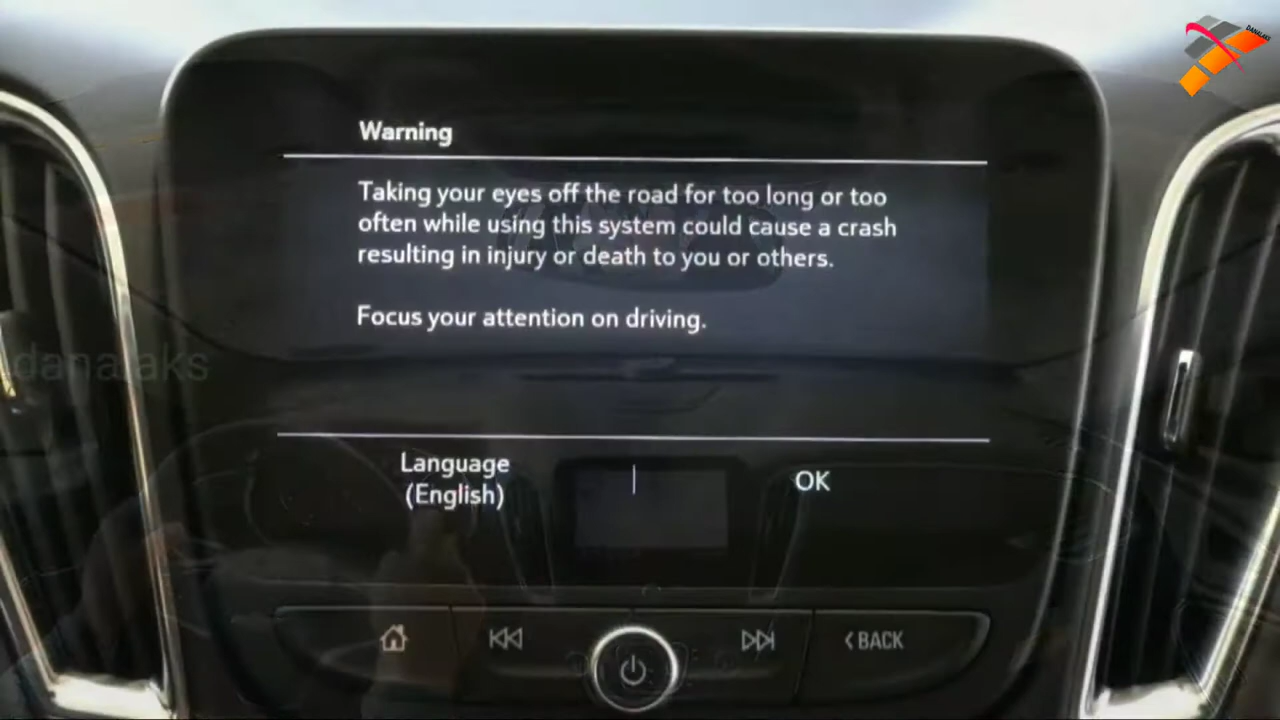 DANALAKS
Warning
Taking your eyes off the road for too long or too
often while using this system could cause a crash
resulting in injury or death to you or others.
Focus your attention on driving.
danalaks
Language
(English)
OK
BACK